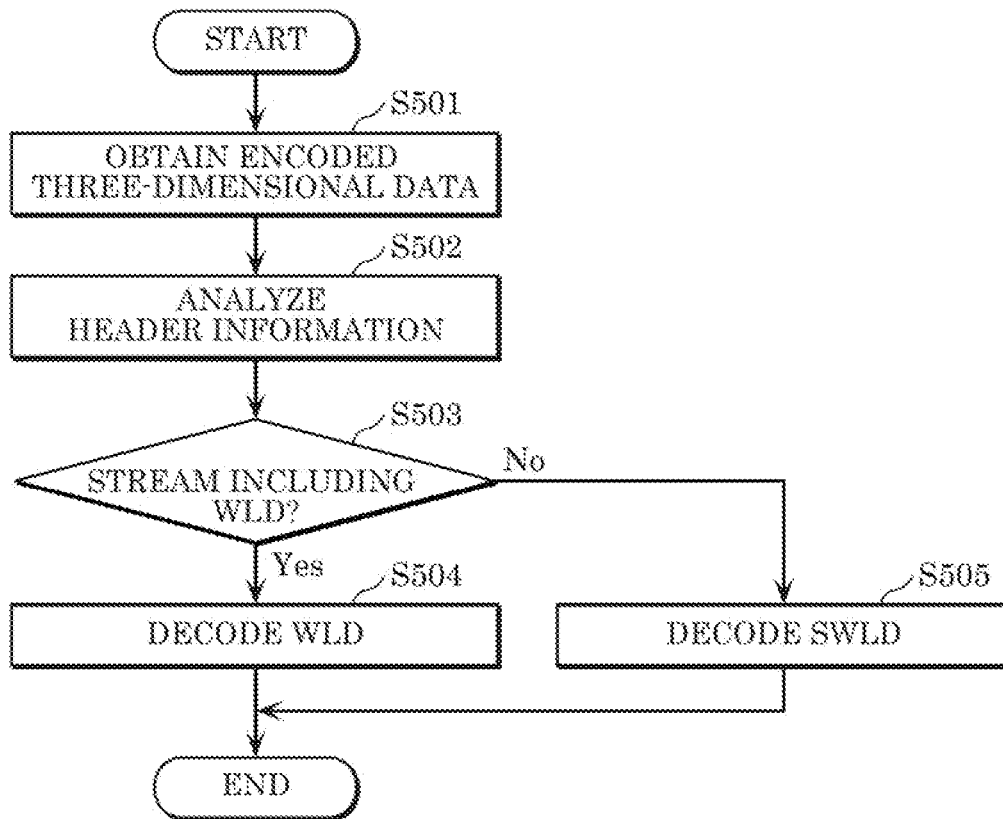 START
S501
OBTAIN ENCODED
THREE-DIMENSIONAL DATA
S502
ANALYZE
HEADER INFORMATION
S503
STREAM INCLUDING
WLD?
No
Yes
S504
DECODE WLD
S505
DECODE SWLD
END